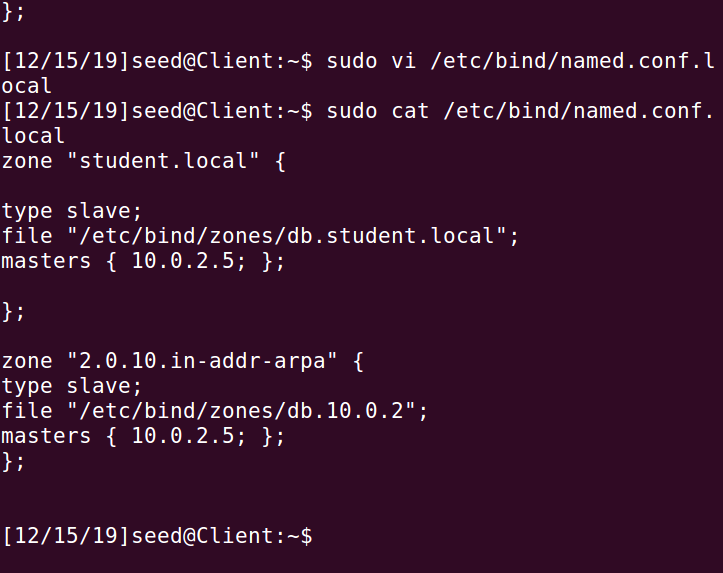 };
[12/15/19]seed@Client:~$ sudo vi /etc/bind/named.conf.l
ocal
[12/15/19]seed@Client:~$ sudo cat /etc/bind/named.conf.
local
zone "student.local" {
type slave;
file "/etc/bind/zones/db.student.local";
masters { 10.0.2.5; };
};
zone "2.0.10.in-addr-arpa" {
type slave;
file "/etc/bind/zones/db.10.0.2";
masters { 10.0.2.5; };
};
[12/15/19]seed@Client:~$